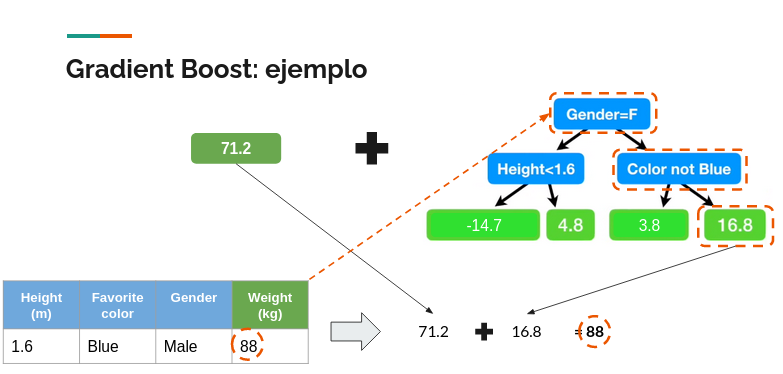 Gradient Boost: ejemplo
Gender=F
71.2
Height<1.6
Color not Blue
-14.7
4.8
3.8
16.8
Height (m)
Favorite color
Gender
Weight (kg)
1.6
Blue
Male
88
71.2
16.8
= 88